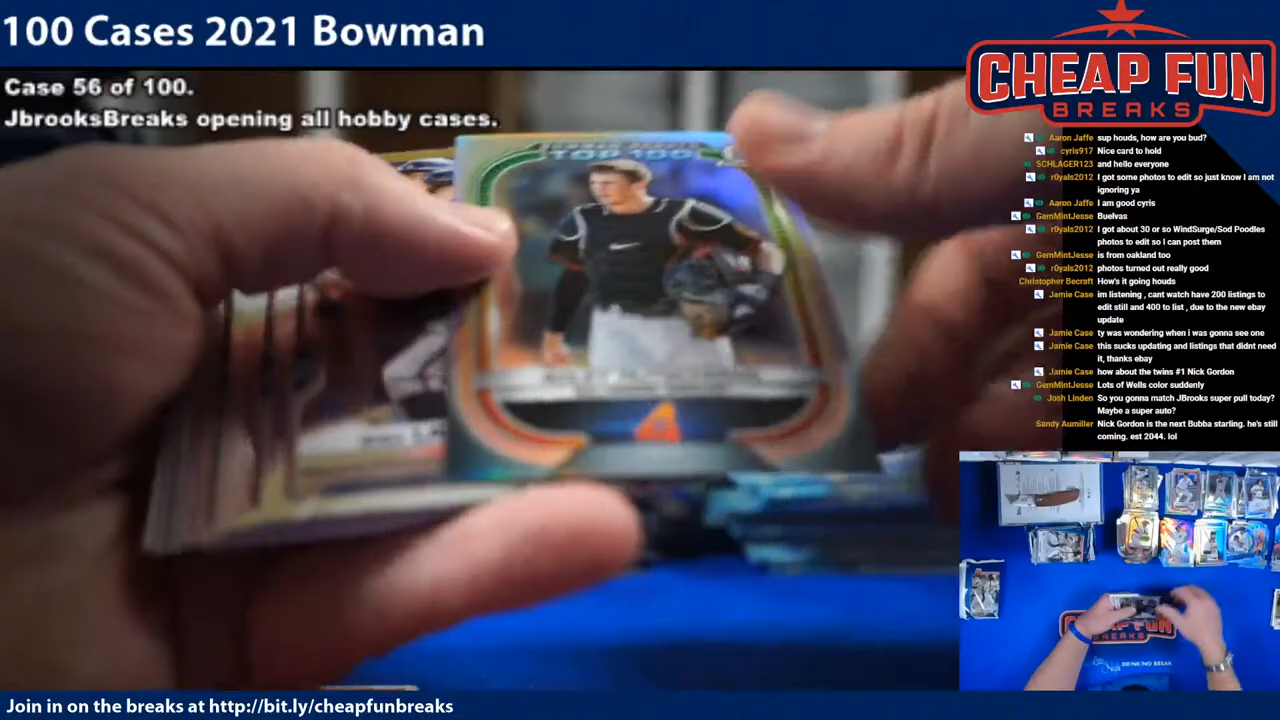 100 Cases 2021 Bowman
Case 56 of 100.
JbrooksBreaks opening all hobby cases.
CHEAP FUN
BREAKS
Aaron Jaffe sup houds, how are you bud?
cyris917 Nice card to hold
SCHLAGER123 and hello everyone
r0yals2012 I got some photos to edit so just know I am not
ignoring ya
Aaron Jaffe I am good cyris
GemMintJesse Buelvas
r0yals2012 I got about 30 or so WindSurge/Sod Poodles
photos to edit so I can post them
GemMintJesse is from oakland too
r0yals2012 photos turned out really good
Christopher Becraft How's it going houds
Jamie Case im listening , cant watch have 200 listings to
edit still and 400 to list , due to the new ebay
update
Jamie Case ty was wondering when i was gonna see one
Jamie Case this sucks updating and listings that didnt need
it, thanks ebay
Jamie Case how about the twins #1 Nick Gordon
GemMintJesse Lots of Wells color suddenly
Josh Linden So you gonna match JBrooks super pull today?
Maybe a super auto?
Sandy Aumiller Nick Gordon is the next Bubba starling. he's still
coming. est 2044. lol
TOP 100
CHEAP FUN
BREAKS
BREAK
Join in on the breaks at http://bit.ly/cheapfunbreaks